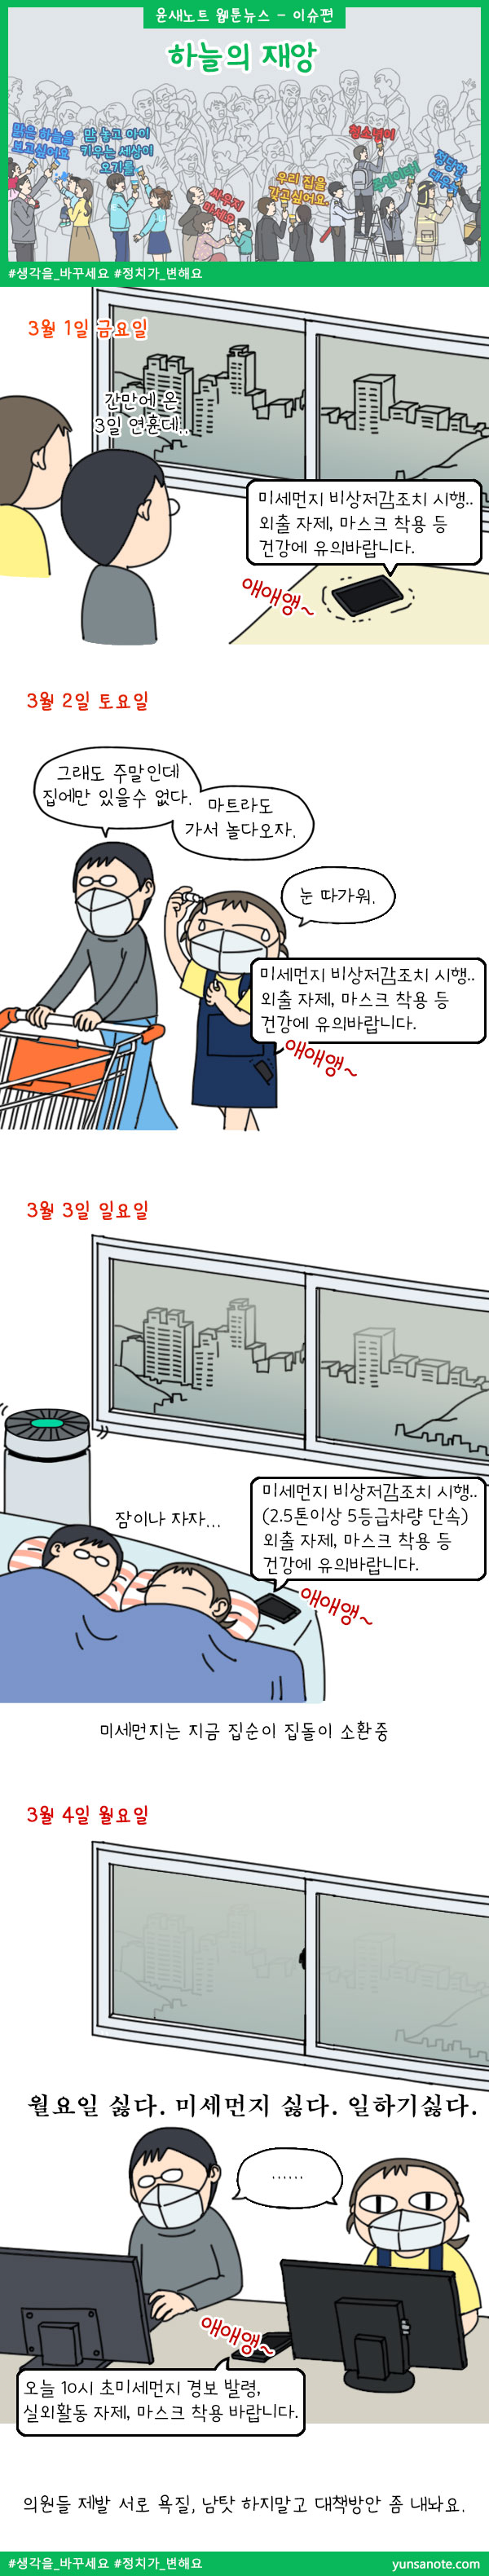 윤새노트 웹툰뉴스 - 이슈편
하늘의 재앙
맑은 하늘을
보고싶어요
맘 놓고 아이
키우는 세상이
오기를
싸우지
마세요
우리 집을
갖고싶어요.
청소년이
주인이다!
정당한
대우!
#생각을_바꾸세요 #정치가_변해요
3월 1일 금요일
간만에 온
3일 연휸데..
미세먼지 비상저감조치 시행..
외출 자제, 마스크 착용 등
건강에 유의바랍니다.
애애앵~
3월 2일 토요일
그래도 주말인데
집에만 있을수 없다.
마트라도
가서 놀다오자.
눈 따가워.
미세먼지 비상저감조치 시행..
외출 자제, 마스크 착용 등
건강에 유의바랍니다.
애애앵~
3월 3일 일요일
잠이나 자자...
미세먼지 비상저감조치 시행..
(2.5톤이상 5등급차량 단속)
외출 자제, 마스크 착용 등
건강에 유의바랍니다.
애애앵~
미세먼지는 지금 집순이 집돌이 소환중
3월 4일 월요일
월요일 싫다. 미세먼지 싫다. 일하기싫다.
......
애애앵~
오늘 10시 초미세먼지 경보 발령,
실외활동 자제, 마스크 착용 바랍니다.
의원들 제발 서로 욕질, 남탓 하지말고 대책방안 좀 내놔요.
#생각을_바꾸세요 #정치가_변해요
yunsanote.com